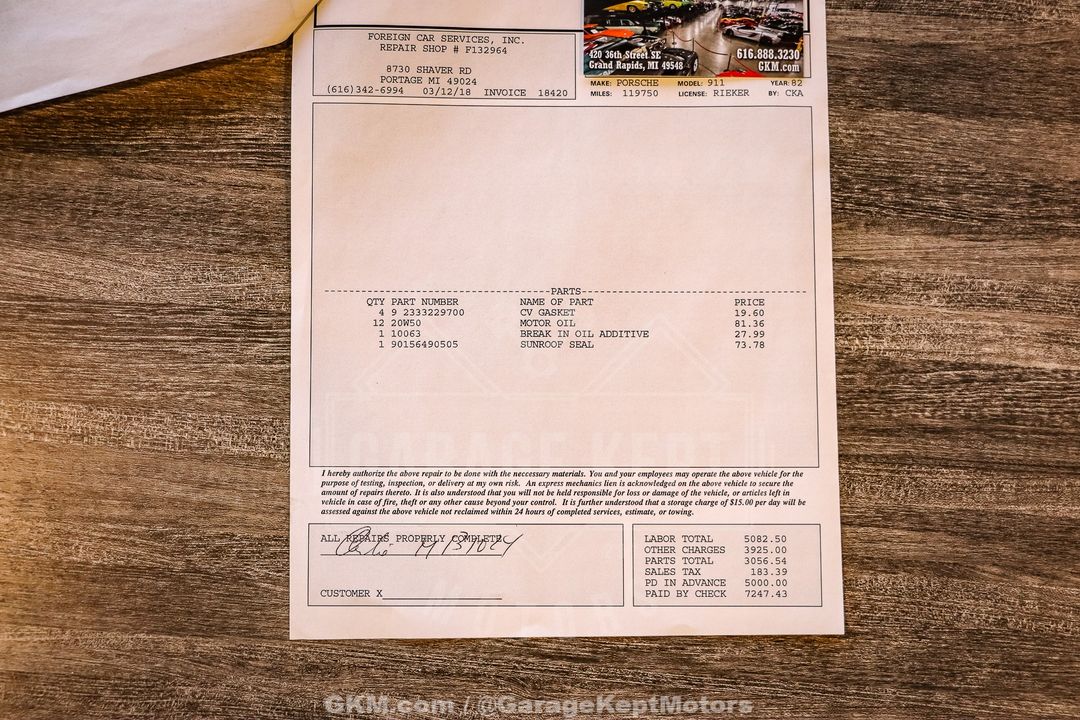 FOREIGN CAR SERVICES, INC.
REPAIR SHOP # F132964
8730 SHAVER RD
PORTAGE MI 49024
(616)342-6994 03/12/18 INVOICE 18420
420 36th Street SE
Grand Rapids, MI 49548
616.888.3230
GKM.com
MAKE: PORSCHE MODEL: 911 YEAR: 82
MILES: 119750 LICENSE: RIEKER BY: CKA
PARTS
QTY PART NUMBER NAME OF PART PRICE
4 9 2333229700 CV GASKET 19.60
12 20W50 MOTOR OIL 81.36
1 10063 BREAK IN OIL ADDITIVE 27.99
1 90156490505 SUNROOF SEAL 73.78
GARAGE KEPT
MOTORS
I hereby authorize the above repair to be done with the neccessary materials. You and your employees may operate the above vehicle for the
purpose of testing, inspection, or delivery at my own risk. An express mechanics lien is acknowledged on the above vehicle to secure the
amount of repairs thereto. It is also understood that you will not be held responsible for loss or damage of the vehicle, or articles left in
vehicle in case of fire, theft or any other cause beyond your control. It is further understood that a storage charge of $15.00 per day will be
assessed against the above vehicle not reclaimed within 24 hours of completed services, estimate, or towing.
ALL REPAIRS PROPERLY COMPLETE
CUSTOMER X
LABOR TOTAL 5082.50
OTHER CHARGES 3925.00
PARTS TOTAL 3056.54
SALES TAX 183.39
PD IN ADVANCE 5000.00
PAID BY CHECK 7247.43
GKM.com / @GarageKeptMotors